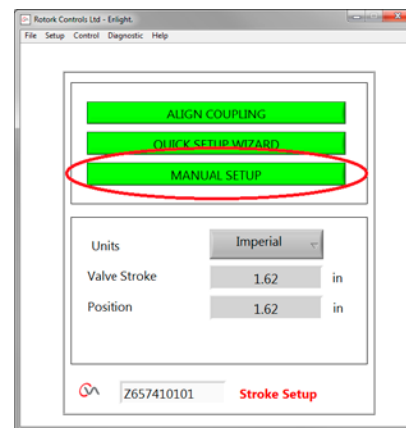 Rotork Controls Ltd - Enlight.
File Setup Control Diagnostic Help
ALIGN COUPLING
QUICK SETUP WIZARD
MANUAL SETUP
Units Imperial
Valve Stroke 1.62 in
Position 1.62 in
Z657410101 Stroke Setup